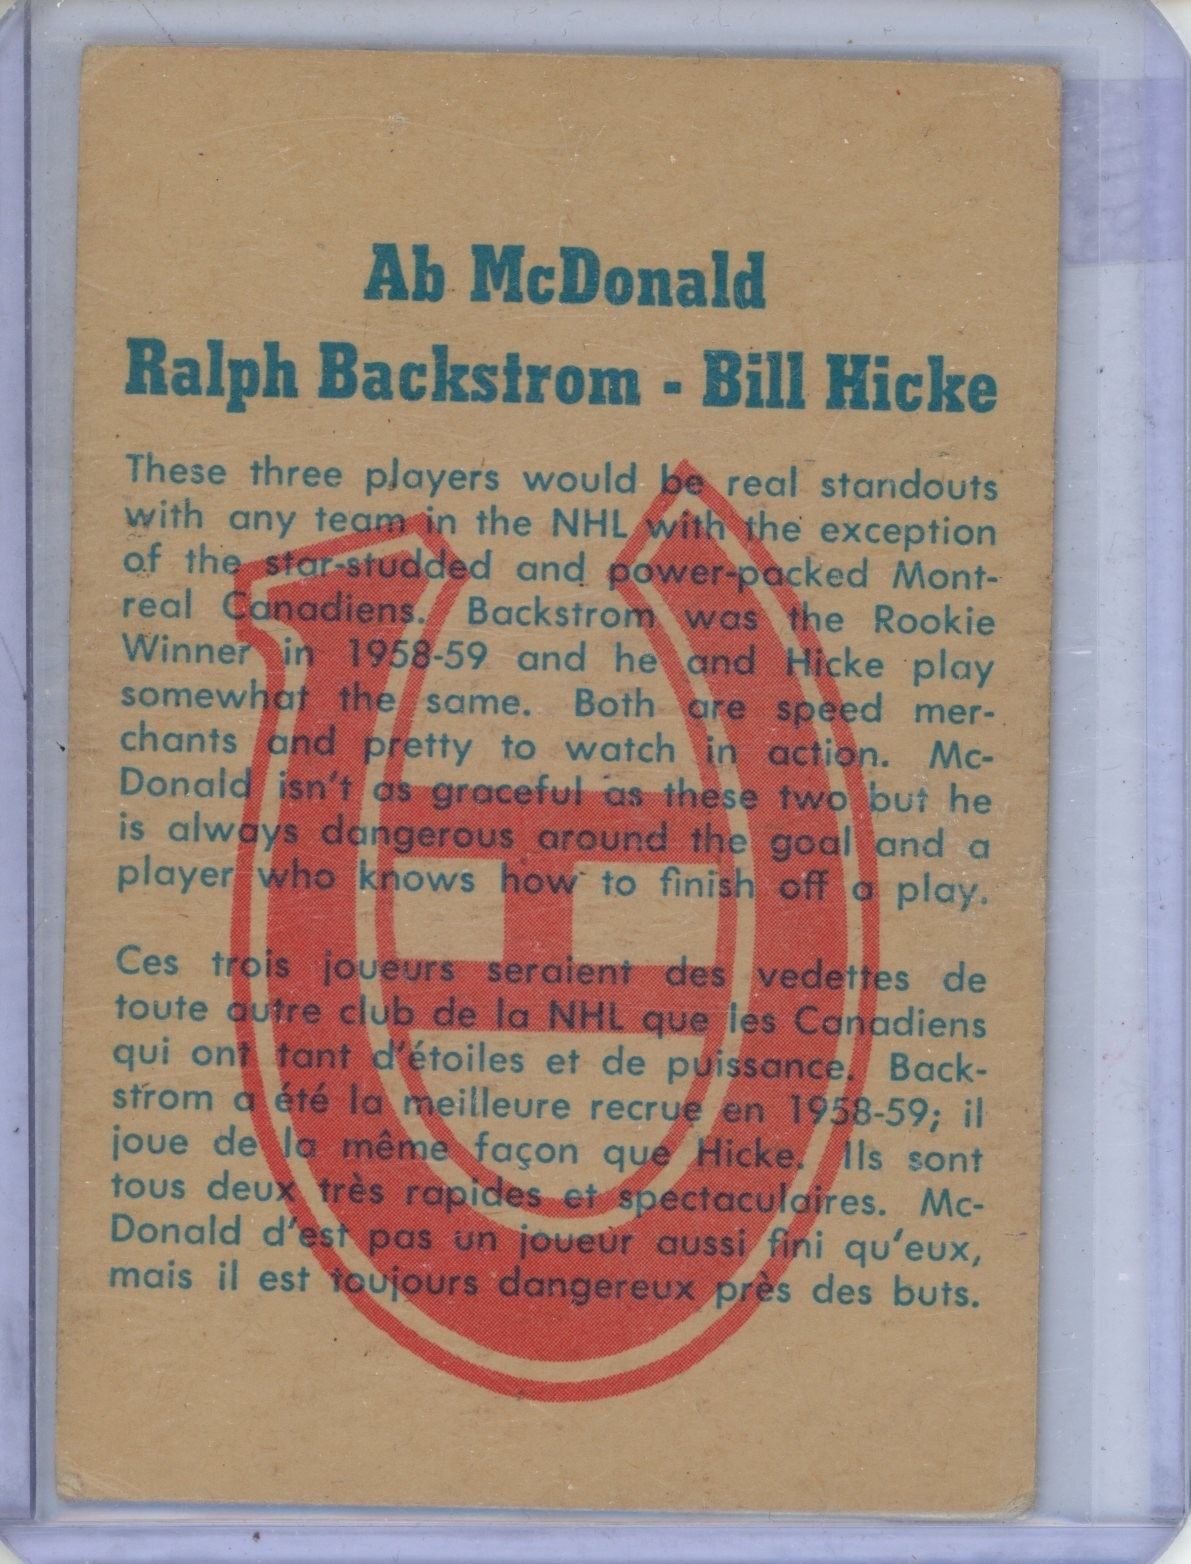 Ab McDonald
Ralph Backstrom - Bill Hicke
These three players would be real standouts
with any team in the NHL with the exception
of the star-studded and power-packed Mont-
real Canadiens. Backstrom was the Rookie
Winner in 1958-59 and he and Hicke play
somewhat the same. Both are speed mer-
chants and pretty to watch in action. Mc-
Donald isn't as graceful as these two but he
is always dangerous around the goal and a
player who knows how to finish off a play.
Ces trois joueurs seraient des vedettes de
toute autre club de la NHL que les Canadiens
qui ont tant d'étoiles et de puissance. Back-
strom a été la meilleure recrue en 1958-59; il
joue de la même façon que Hicke. Ils sont
tous deux très rapides et spectaculaires. Mc-
Donald d'est pas un joueur aussi fini qu'eux,
mais il est toujours dangereux près des buts.